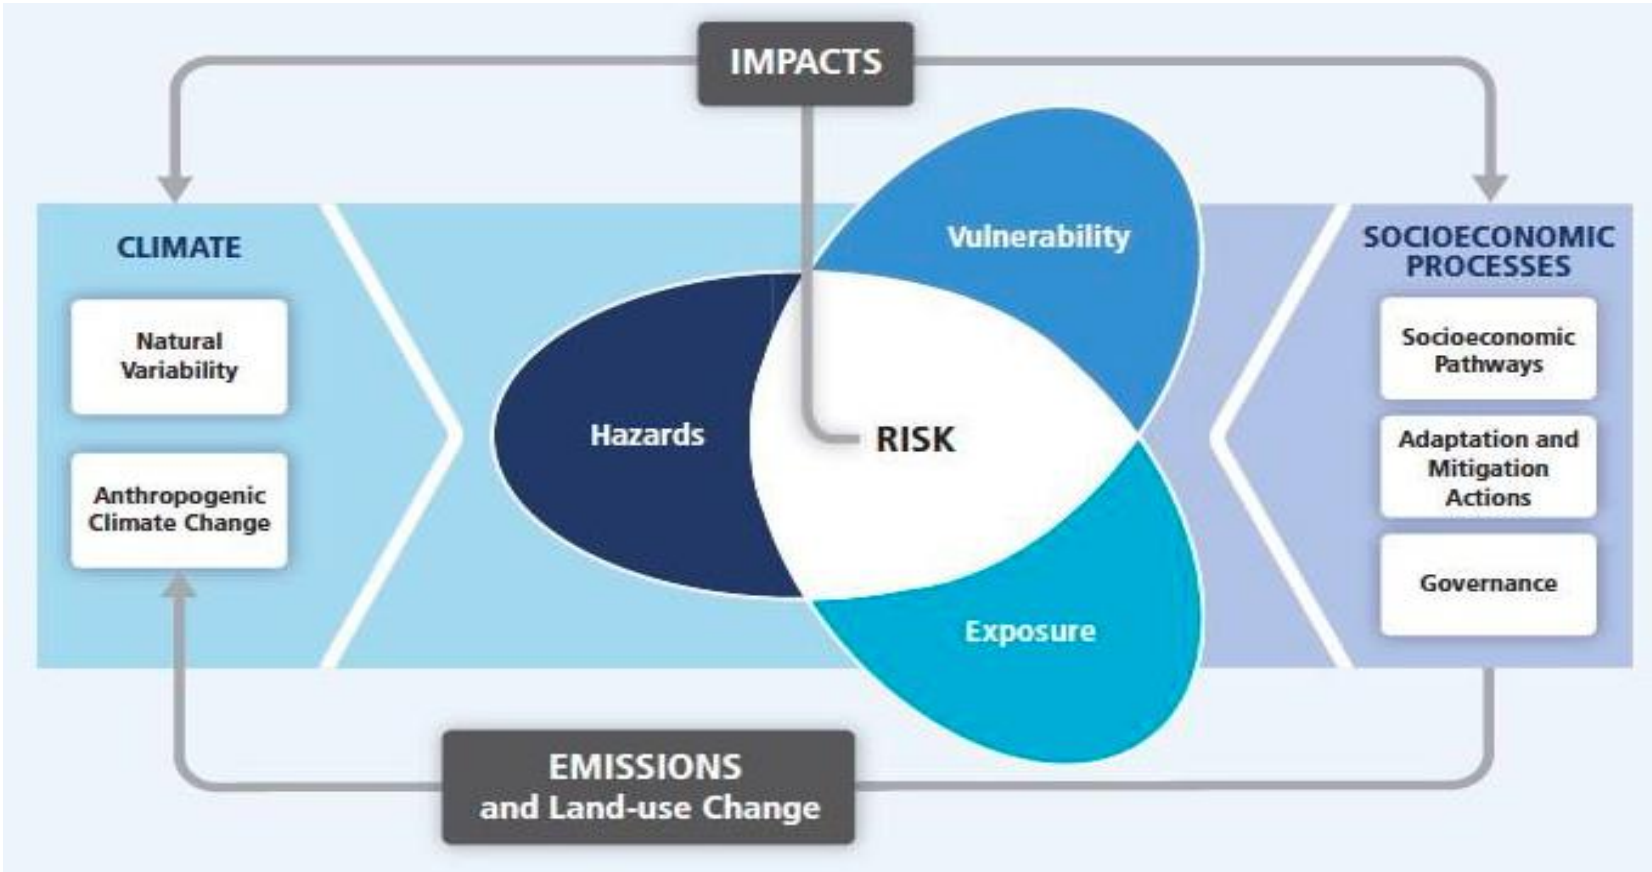 IMPACTS
CLIMATE
Natural
Variability
Anthropogenic
Climate Change
Vulnerability
Hazards
RISK
Exposure
SOCIOECONOMIC
PROCESSES
Socioeconomic
Pathways
Adaptation and
Mitigation
Actions
Governance
EMISSIONS
and Land-use Change